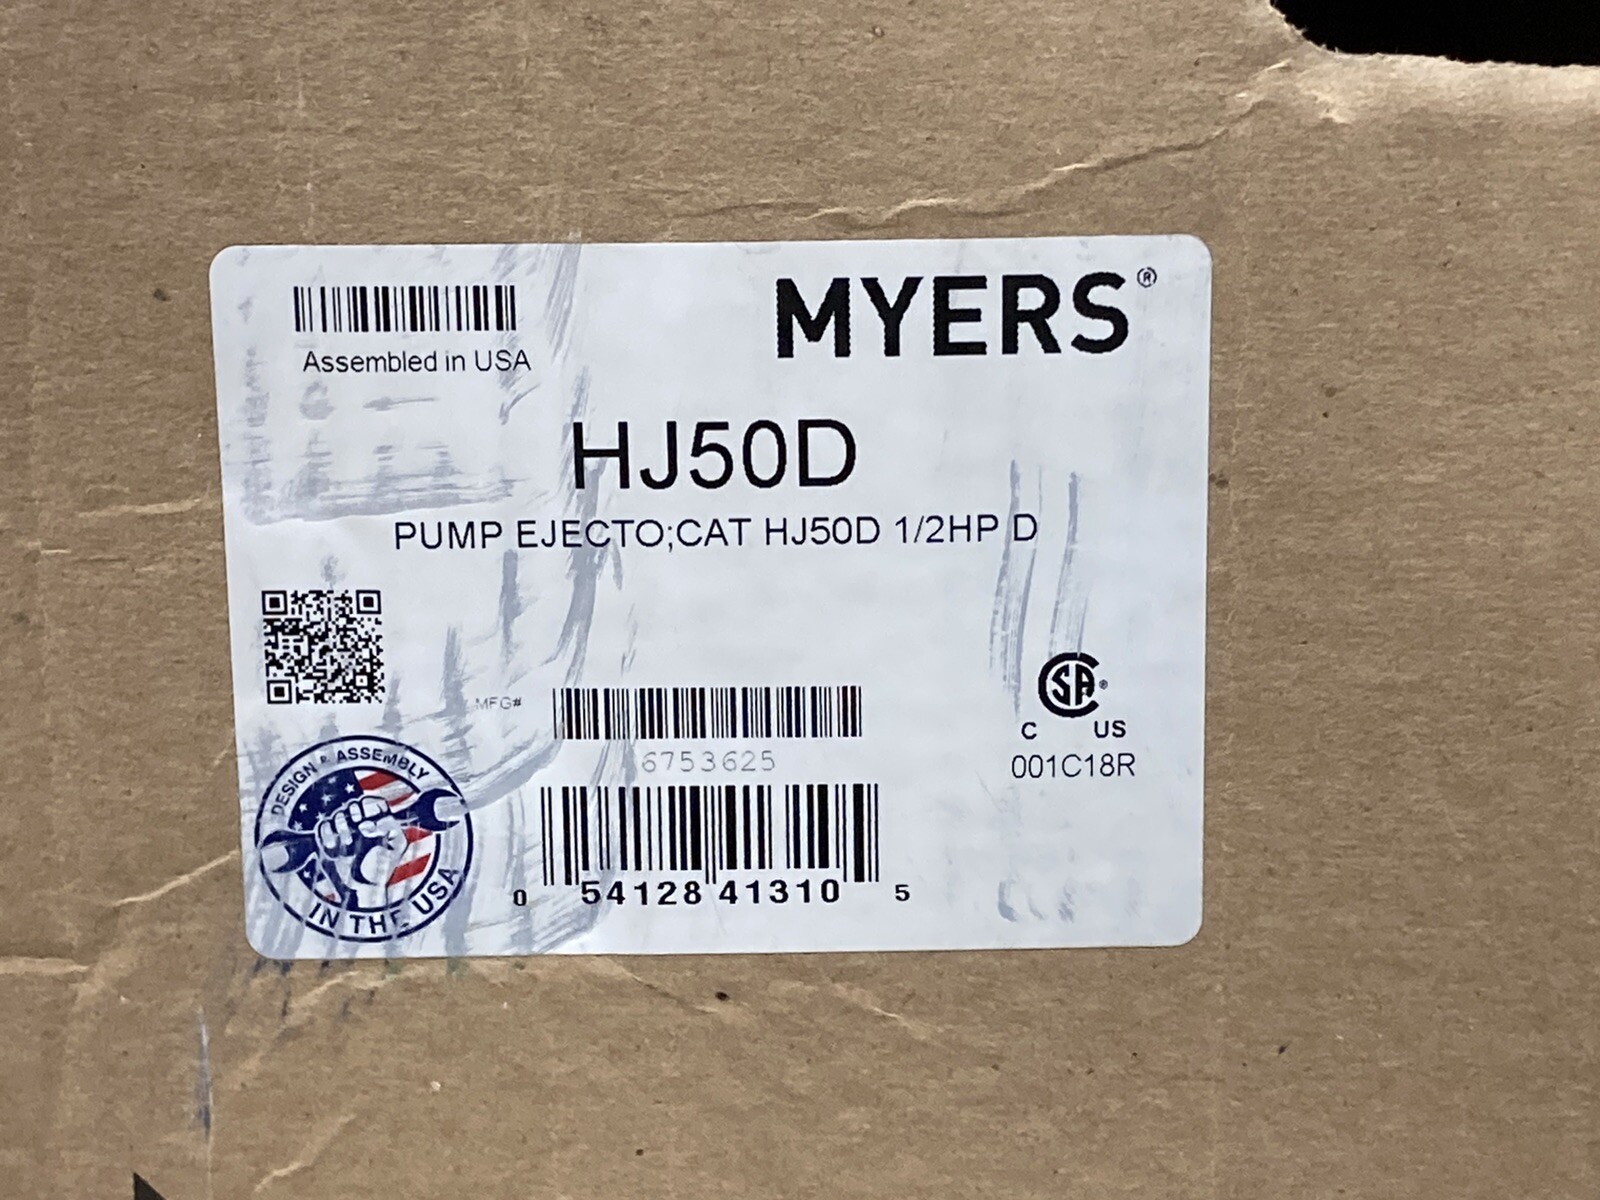 MYERS®
Assembled in USA
HJ50D
PUMP EJECTO;CAT HJ50D 1/2HP D
MFG#
6753625
CSA®
C US
001C18R
DESIGN & ASSEMBLY
IN THE USA
0 54128 41310 5